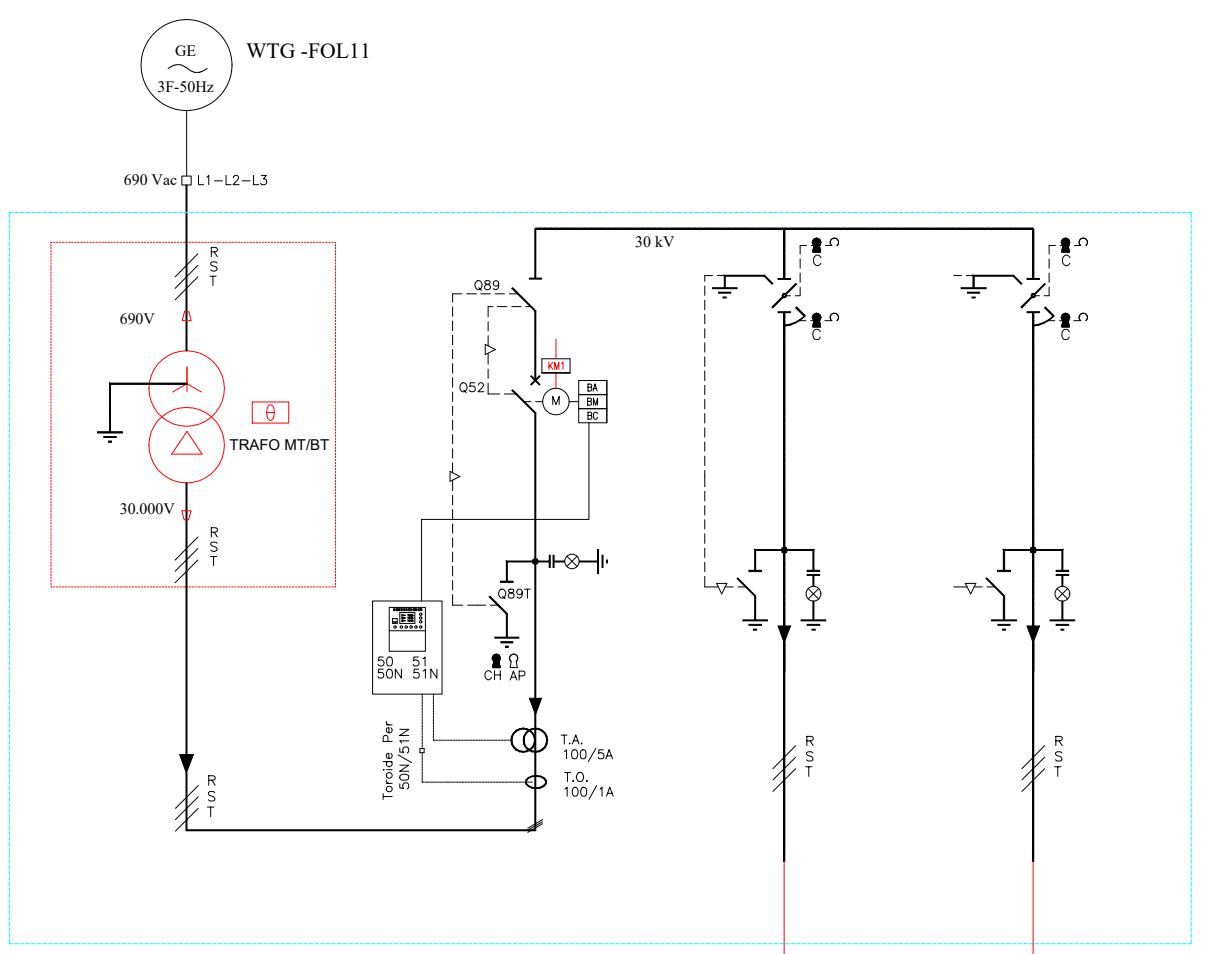 GE
3F-50Hz
WTG -FOL11
690 Vac
L1-L2-L3
R
S
T
690V
θ
TRAFO MT/BT
30.000V
R
S
T
R
S
T
30 kV
Q89
KM1
Q52
M
BA
BM
BC
Q89T
CH AP
50 51
50N 51N
Toroide Per
50N/51N
T.A.
100/5A
T.O.
100/1A
C
C
R
S
T
C
C
R
S
T